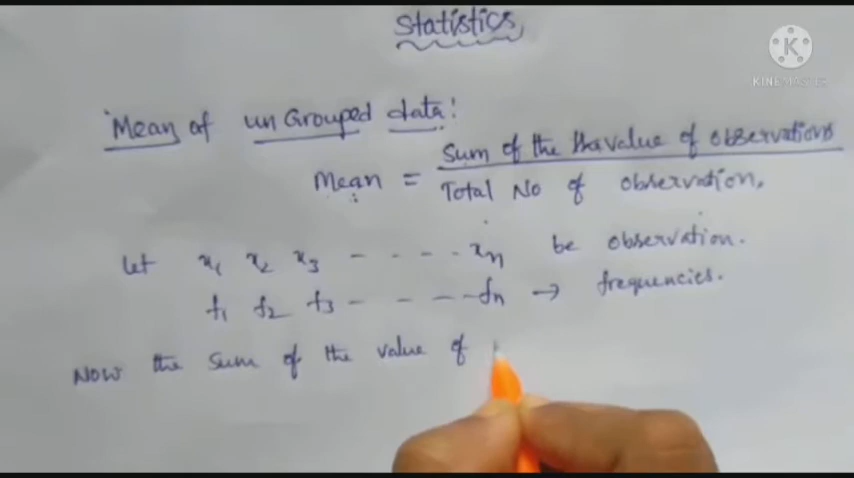 Statistics
K
KINEMASTER
Mean of un Grouped data:
Mean = Sum of the value of observations
Total No of observation.
Let x1 x2 x3 - - - - - xn be observation.
f1 f2 f3 - - - - - fn → frequencies.
Now the sum of the value of